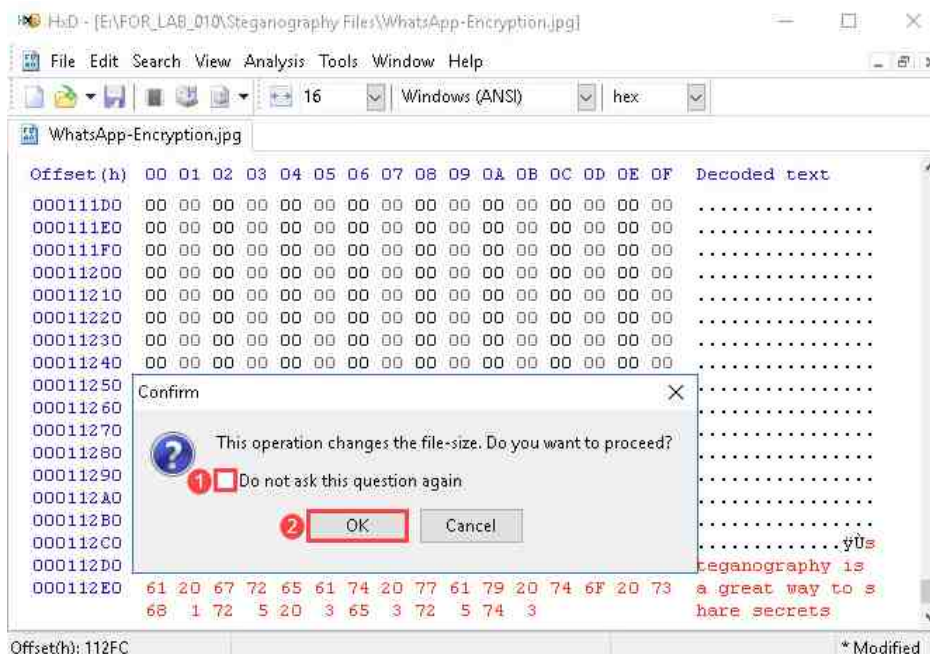 HxD - [E:\FOR_LAB_010\Steganography Files\WhatsApp-Encryption.jpg]
File Edit Search View Analysis Tools Window Help
16 Windows (ANSI) hex
WhatsApp-Encryption.jpg
Offset(h) 00 01 02 03 04 05 06 07 08 09 0A 0B 0C 0D 0E 0F Decoded text
000111D0 00 00 00 00 00 00 00 00 00 00 00 00 00 00 00 00 ................
000111E0 00 00 00 00 00 00 00 00 00 00 00 00 00 00 00 00 ................
000111F0 00 00 00 00 00 00 00 00 00 00 00 00 00 00 00 00 ................
00011200 00 00 00 00 00 00 00 00 00 00 00 00 00 00 00 00 ................
00011210 00 00 00 00 00 00 00 00 00 00 00 00 00 00 00 00 ................
00011220 00 00 00 00 00 00 00 00 00 00 00 00 00 00 00 00 ................
00011230 00 00 00 00 00 00 00 00 00 00 00 00 00 00 00 00 ................
00011240 00 00 00 00 00 00 00 00 00 00 00 00 00 00 00 00 ................
00011250 ................
00011260 ................
00011270 ................
00011280 ................
00011290 ................
000112A0 ................
000112B0 ................
000112C0 .............ÿÙs
000112D0 teganography is
000112E0 61 20 67 72 65 61 74 20 77 61 79 20 74 6F 20 73 a great way to s
68 1 72 5 20 3 65 3 72 5 74 3 hare secrets
Confirm
This operation changes the file-size. Do you want to proceed?
1 Do not ask this question again
2 OK Cancel
Offset(h): 112FC * Modified